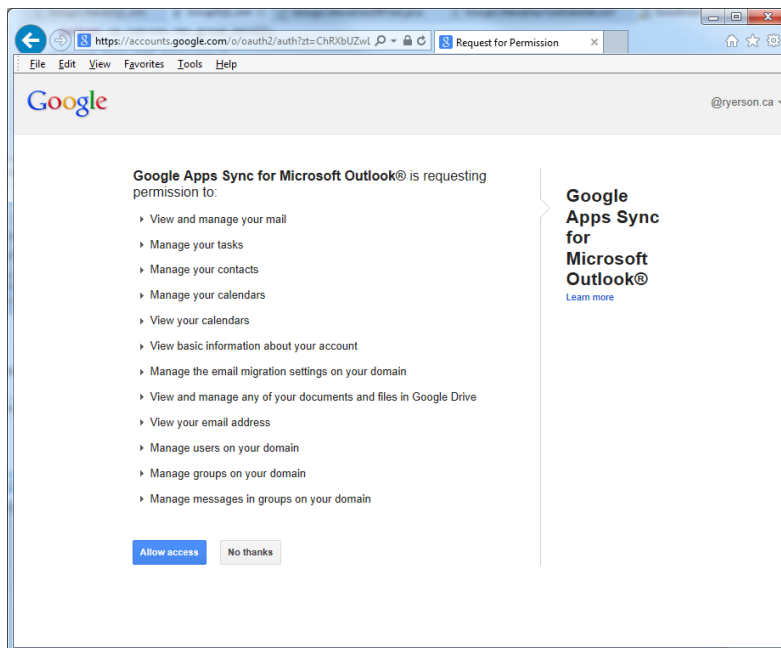 https://accounts.google.com/o/oauth2/auth?zt=ChRXbUZwL
Request for Permission
File Edit View Favorites Tools Help
Google
@ryerson.ca
Google Apps Sync for Microsoft Outlook® is requesting
permission to:
View and manage your mail
Manage your tasks
Manage your contacts
Manage your calendars
View your calendars
View basic information about your account
Manage the email migration settings on your domain
View and manage any of your documents and files in Google Drive
View your email address
Manage users on your domain
Manage groups on your domain
Manage messages in groups on your domain
Allow access No thanks
Google
Apps Sync
for
Microsoft
Outlook®
Learn more